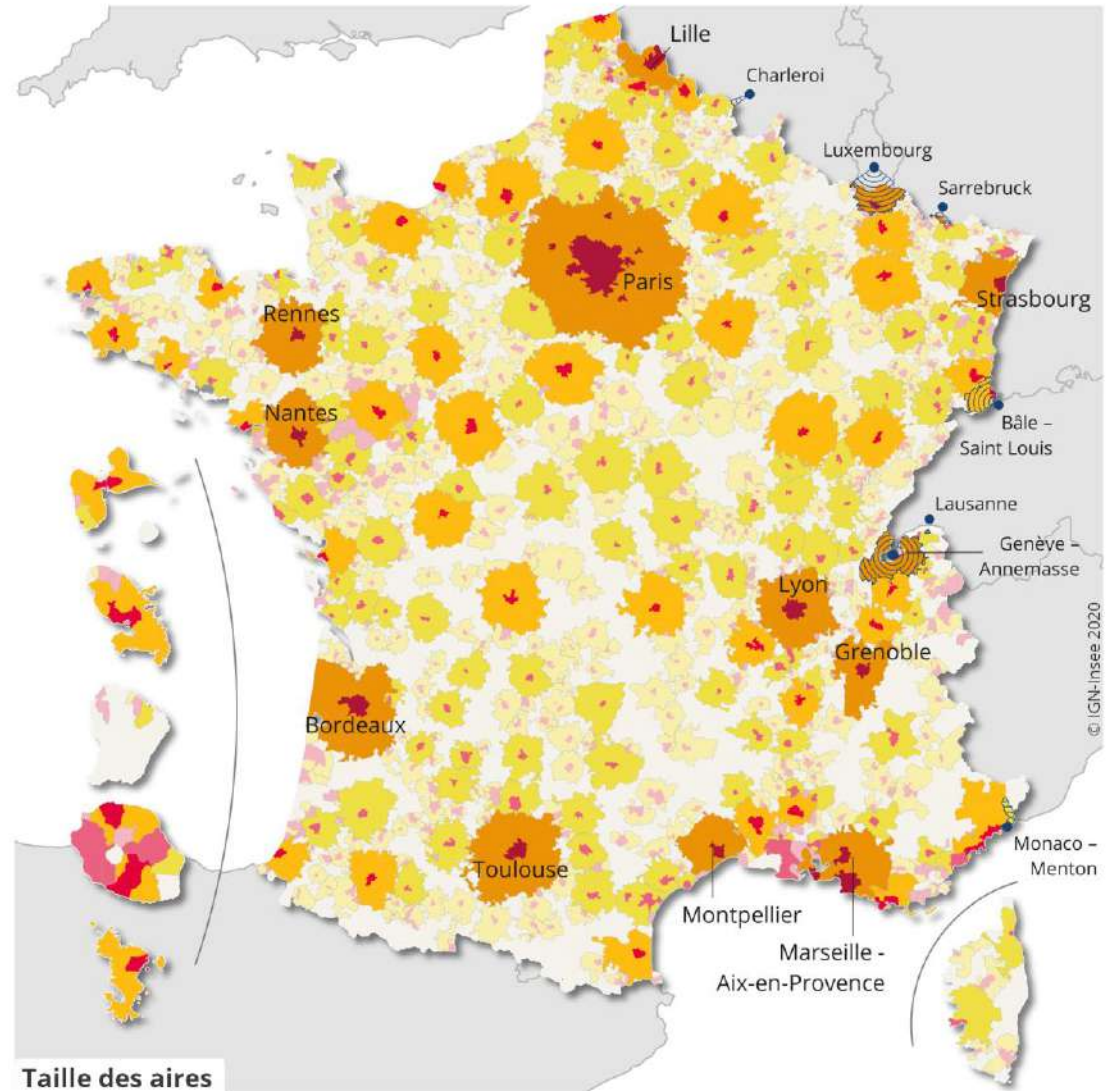 Lille
Charleroi
Luxembourg
Sarrebruck
Paris
Strasbourg
Rennes
Nantes
Bâle –
Saint Louis
Lausanne
Genève –
Annemasse
Lyon
Grenoble
Bordeaux
© IGN-Insee 2020
Toulouse
Monaco –
Menton
Montpellier
Marseille -
Aix-en-Provence
Taille des aires